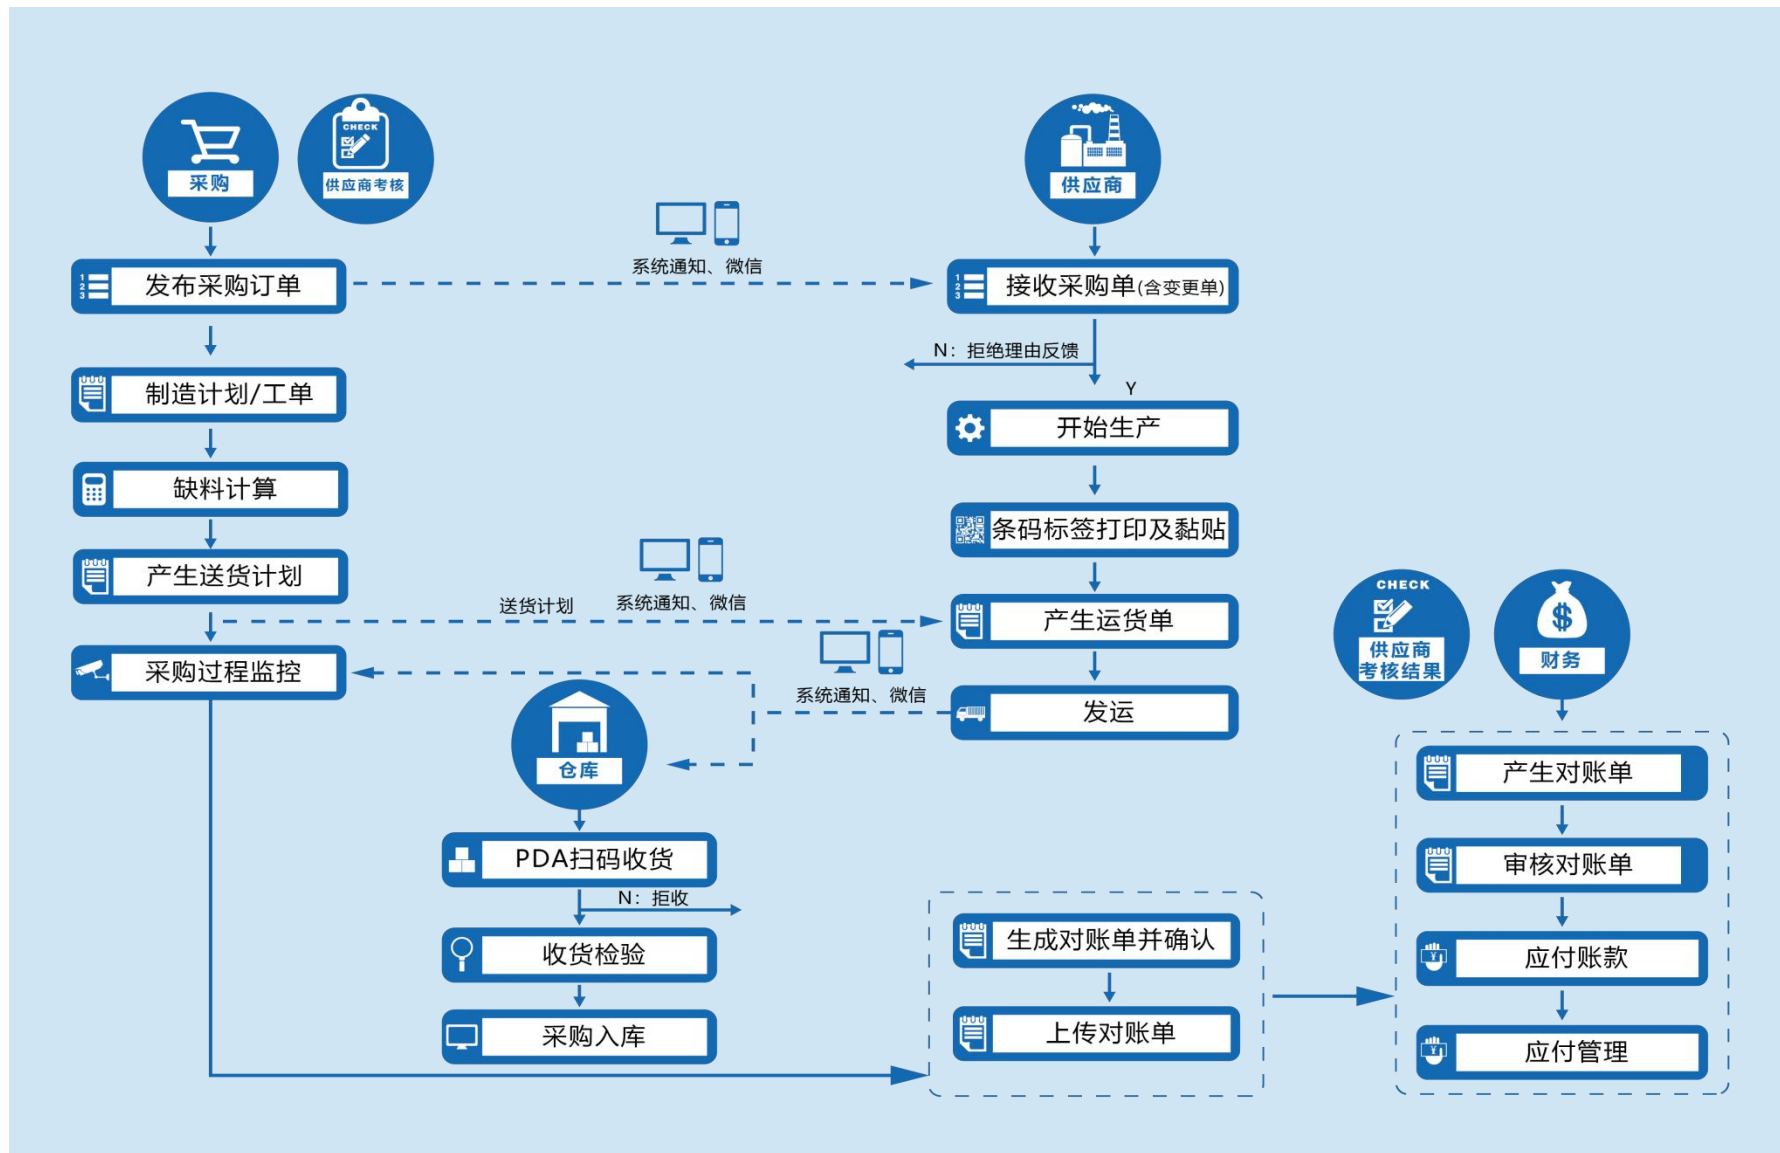 采购
CHECK
供应商考核
发布采购订单
制造计划/工单
缺料计算
产生送货计划
采购过程监控
系统通知、微信
送货计划
系统通知、微信
系统通知、微信
供应商
接收采购单(含变更单)
N：拒绝理由反馈
Y
开始生产
条码标签打印及黏贴
产生运货单
发运
仓库
PDA扫码收货
N：拒收
收货检验
采购入库
生成对账单并确认
上传对账单
CHECK
供应商
考核结果
财务
产生对账单
审核对账单
应付账款
应付管理